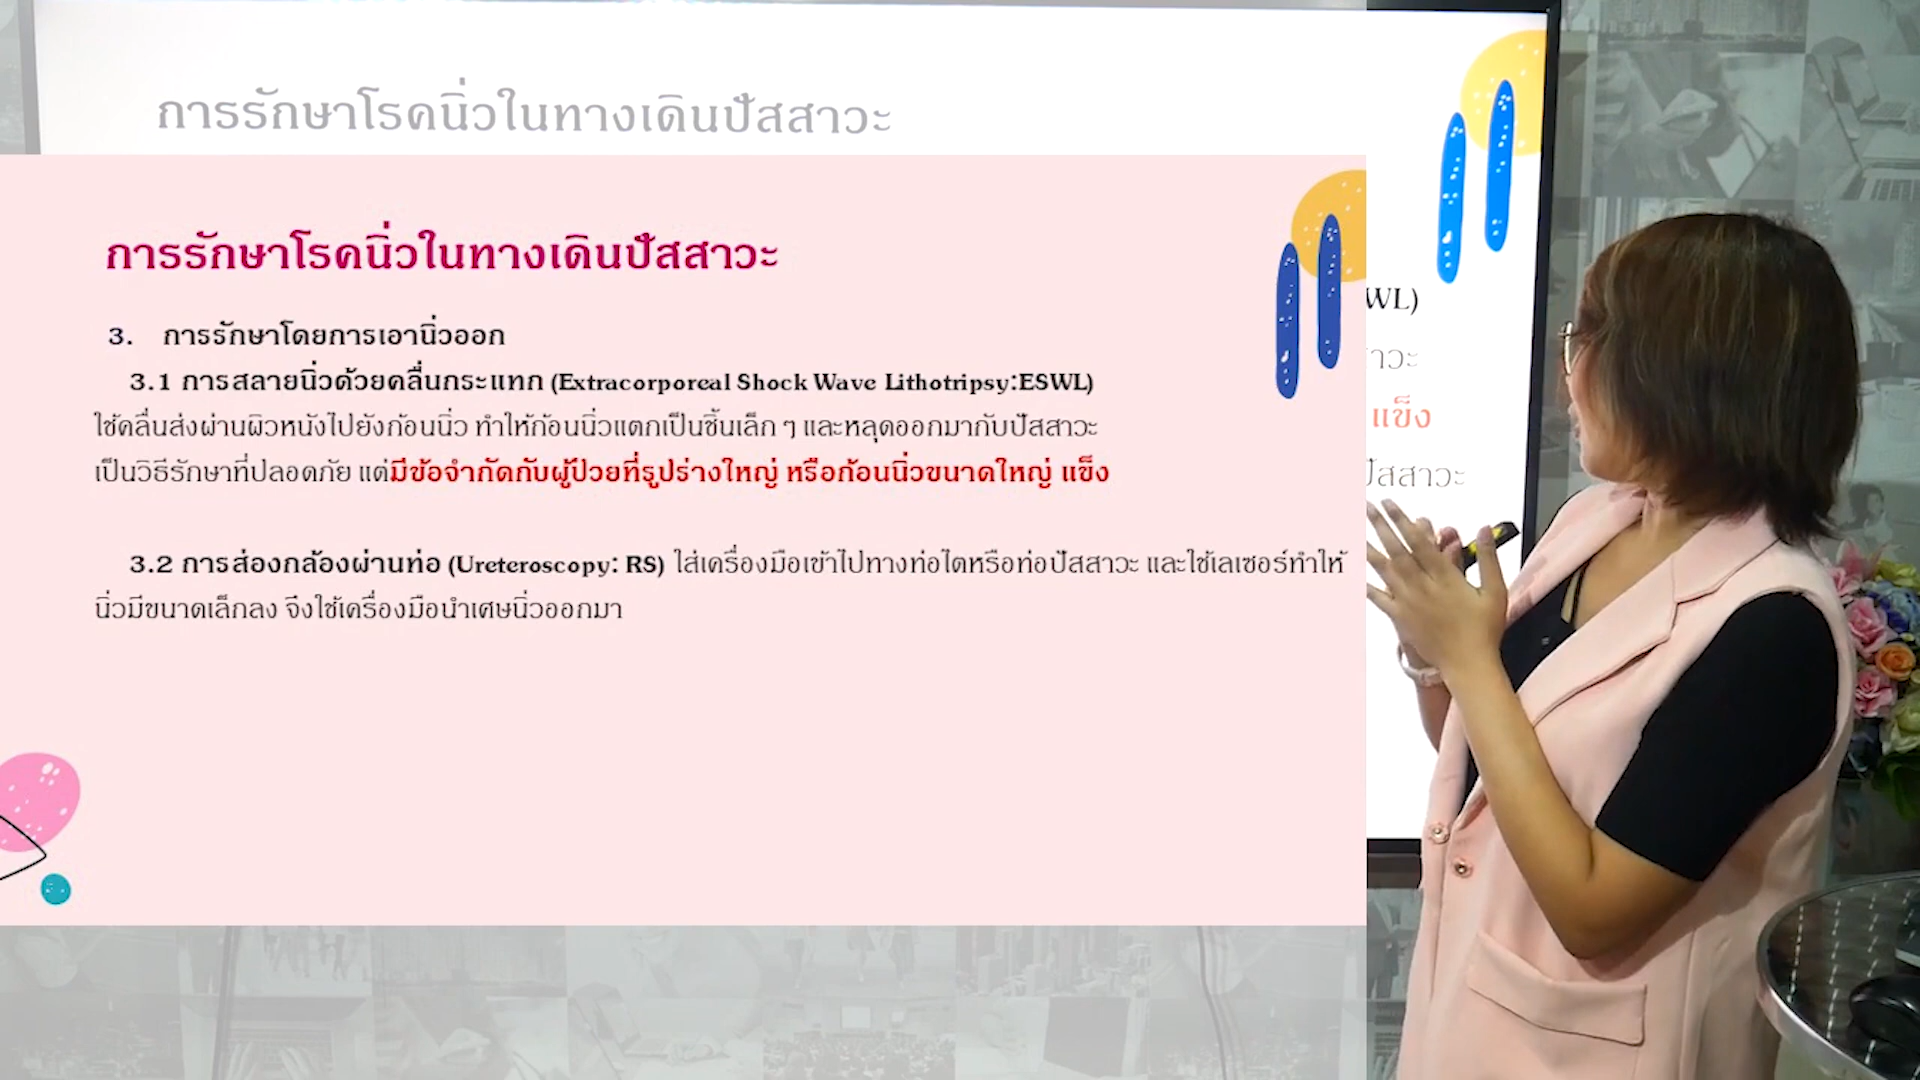 การรักษาโรคนิ่วในทางเดินปัสสาวะ
การรักษาโรคนิ่วในทางเดินปัสสาวะ
3. การรักษาโดยการเอานิ่วออก
3.1 การสลายนิ่วด้วยคลื่นกระแทก (Extracorporeal Shock Wave Lithotripsy:ESWL)
ใช้คลื่นส่งผ่านผิวหนังไปยังก้อนนิ่ว ทำให้ก้อนนิ่วแตกเป็นชิ้นเล็ก ๆ และหลุดออกมากับปัสสาวะ
เป็นวิธีรักษาที่ปลอดภัย แต่มีข้อจำกัดกับผู้ป่วยที่รูปร่างใหญ่ หรือก้อนนิ่วขนาดใหญ่ แข็ง
3.2 การส่องกล้องผ่านท่อ (Ureteroscopy: RS) ใส่เครื่องมือเข้าไปทางท่อไตหรือท่อปัสสาวะ และใช้เลเซอร์ทำให้
นิ่วมีขนาดเล็กลง จึงใช้เครื่องมือนำเศษนิ่วออกมา
WL)
าวะ
แข็ง
ปัสสาวะ